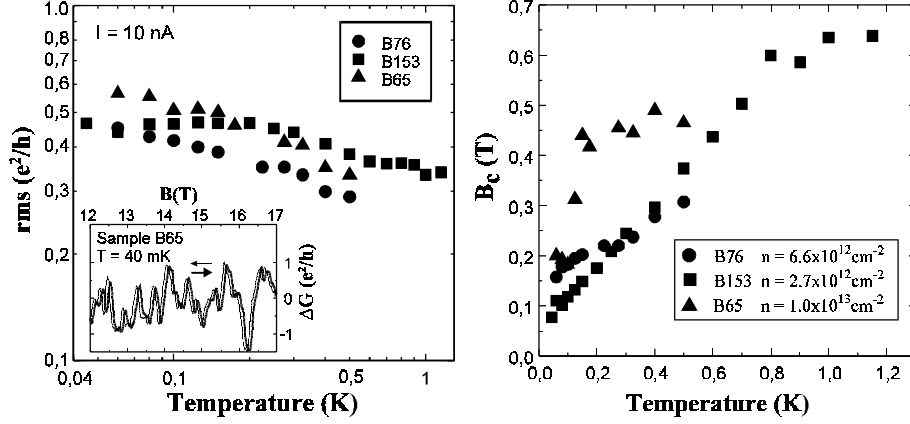 I = 10 nA
B76
B153
B65
rms (e²/h)
1,0
0,8
0,7
0,6
0,5
0,4
0,3
0,2
0,1
B(T)
12 13 14 15 16 17
Sample B65
T = 40 mK
1
0
-1
ΔG (e²/h)
0,04 0,1 0,5 1
Temperature (K)
B_c (T)
0,7
0,6
0,5
0,4
0,3
0,2
0,1
0,0
B76 n = 6.6x10¹²cm⁻²
B153 n = 2.7x10¹²cm⁻²
B65 n = 1.0x10¹³cm⁻²
0,0 0,2 0,4 0,6 0,8 1,0 1,2
Temperature (K)